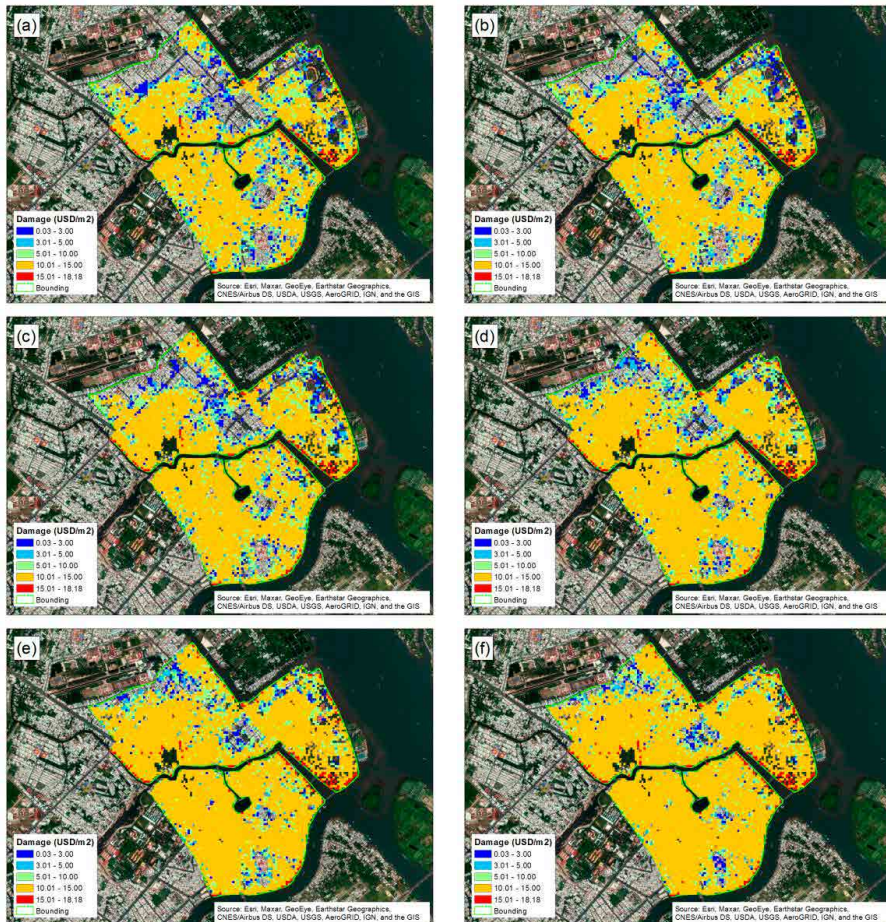 (a)
Damage (USD/m2)
0.03 - 3.00
3.01 - 5.00
5.01 - 10.00
10.01 - 15.00
15.01 - 18.18
Bounding
Source: Esri, Maxar, GeoEye, Earthstar Geographics,
CNES/Airbus DS, USDA, USGS, AeroGRID, IGN, and the GIS
(b)
Damage (USD/m2)
0.03 - 3.00
3.01 - 5.00
5.01 - 10.00
10.01 - 15.00
15.01 - 18.18
Bounding
Source: Esri, Maxar, GeoEye, Earthstar Geographics,
CNES/Airbus DS, USDA, USGS, AeroGRID, IGN, and the GIS
(c)
Damage (USD/m2)
0.03 - 3.00
3.01 - 5.00
5.01 - 10.00
10.01 - 15.00
15.01 - 18.18
Bounding
Source: Esri, Maxar, GeoEye, Earthstar Geographics,
CNES/Airbus DS, USDA, USGS, AeroGRID, IGN, and the GIS
(d)
Damage (USD/m2)
0.03 - 3.00
3.01 - 5.00
5.01 - 10.00
10.01 - 15.00
15.01 - 18.18
Bounding
Source: Esri, Maxar, GeoEye, Earthstar Geographics,
CNES/Airbus DS, USDA, USGS, AeroGRID, IGN, and the GIS
(e)
Damage (USD/m2)
0.03 - 3.00
3.01 - 5.00
5.01 - 10.00
10.01 - 15.00
15.01 - 18.18
Bounding
Source: Esri, Maxar, GeoEye, Earthstar Geographics,
CNES/Airbus DS, USDA, USGS, AeroGRID, IGN, and the GIS
(f)
Damage (USD/m2)
0.03 - 3.00
3.01 - 5.00
5.01 - 10.00
10.01 - 15.00
15.01 - 18.18
Bounding
Source: Esri, Maxar, GeoEye, Earthstar Geographics,
CNES/Airbus DS, USDA, USGS, AeroGRID, IGN, and the GIS